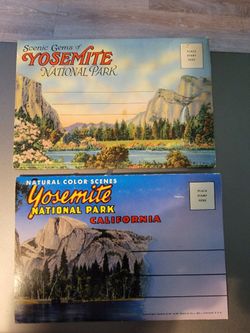 Scenic Gems of
YOSEMITE
NATIONAL PARK
PLACE
STAMP
HERE
NATURAL COLOR SCENES
Yosemite
NATIONAL PARK
CALIFORNIA
PLACE
STAMP
HERE